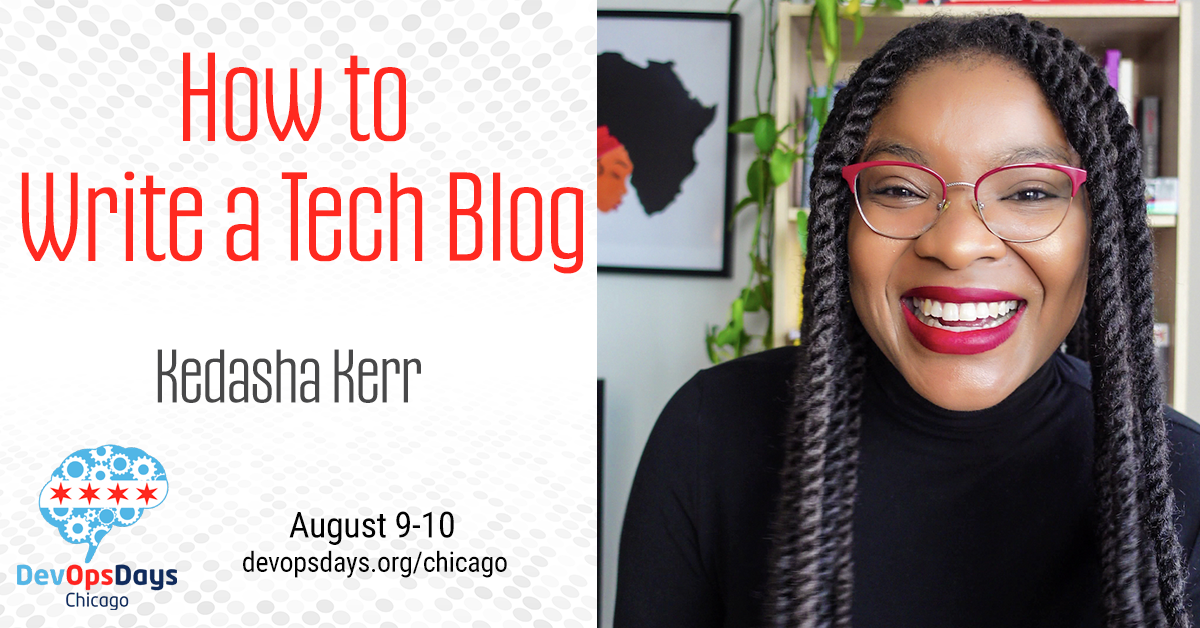 How to
Write a Tech Blog
Kedasha Kerr
DevOpsDays
Chicago
August 9-10
devopsdays.org/chicago